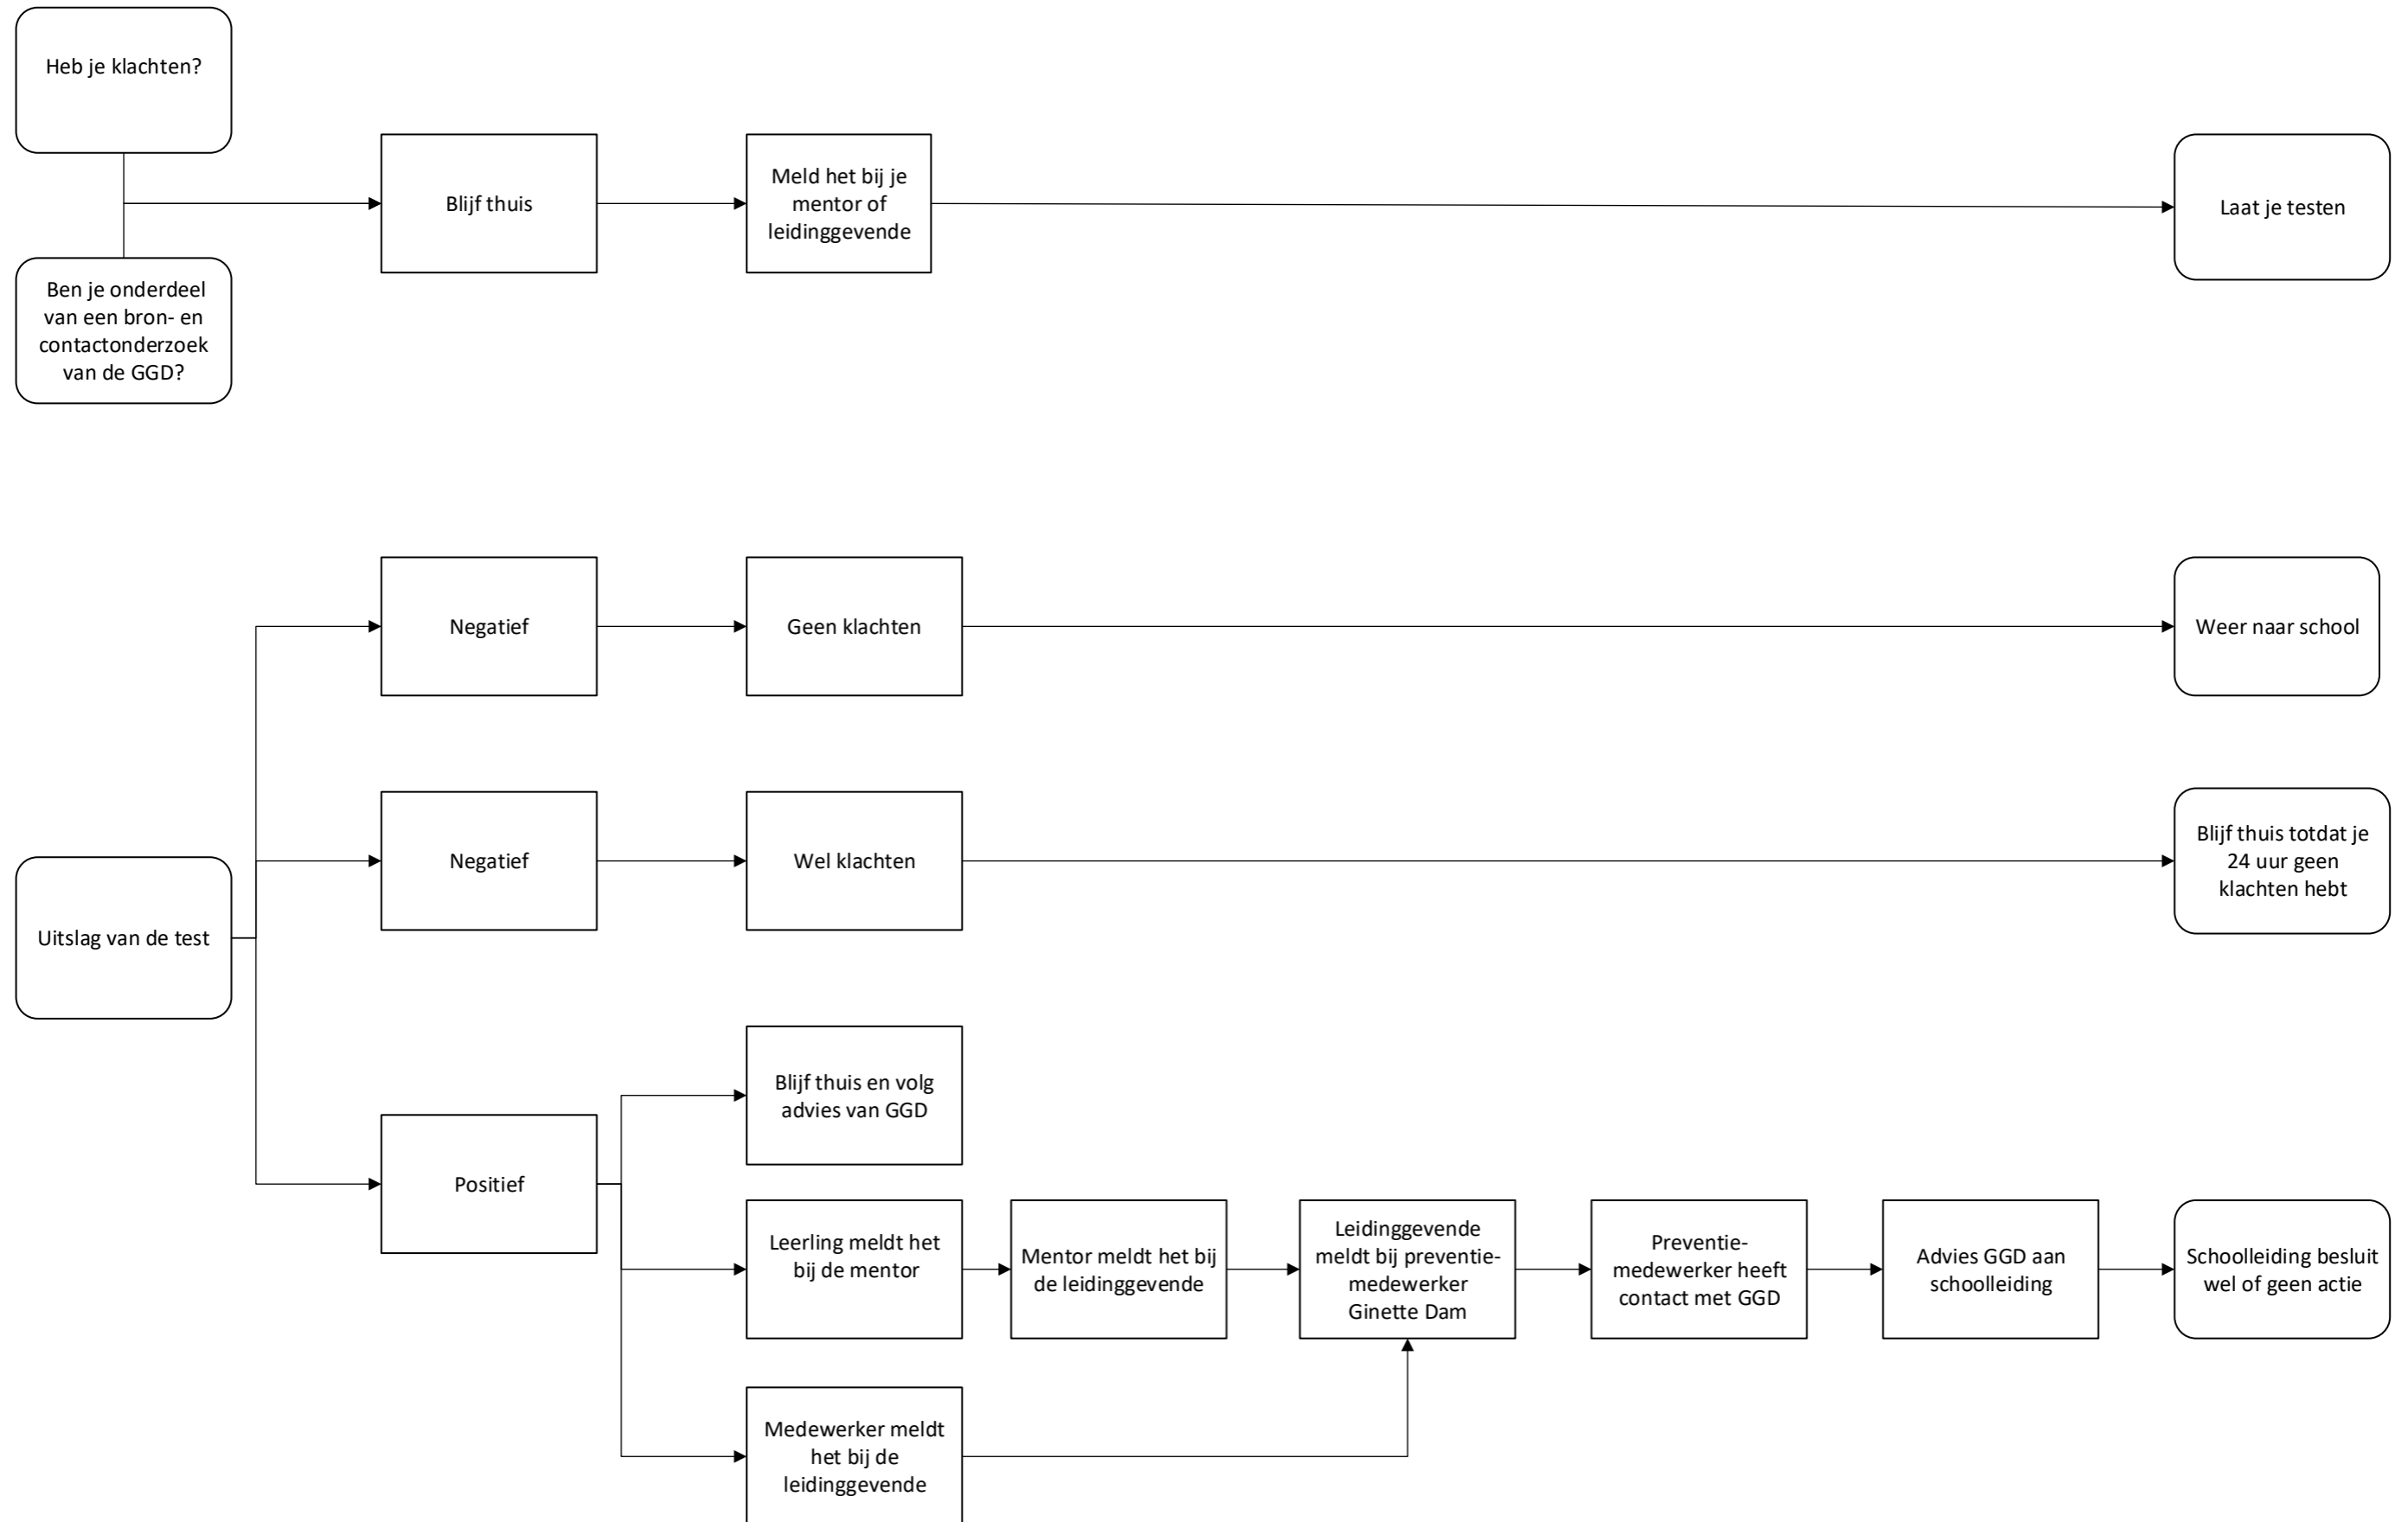 Heb je klachten?
Blijf thuis
Meld het bij je
mentor of
leidinggevende
Laat je testen
Ben je onderdeel
van een bron- en
contactonderzoek
van de GGD?
Uitslag van de test
Negatief
Geen klachten
Weer naar school
Negatief
Wel klachten
Blijf thuis totdat je
24 uur geen
klachten hebt
Positief
Blijf thuis en volg
advies van GGD
Leerling meldt het
bij de mentor
Mentor meldt het bij
de leidinggevende
Leidinggevende
meldt bij preventie-
medewerker
Ginette Dam
Preventie-
medewerker heeft
contact met GGD
Advies GGD aan
schoolleiding
Schoolleiding besluit
wel of geen actie
Medewerker meldt
het bij de
leidinggevende